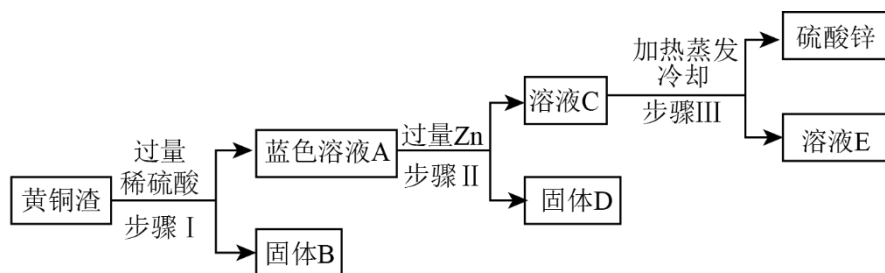 黄铜渣
过量
稀硫酸
步骤Ⅰ
蓝色溶液A
固体B
过量Zn
步骤Ⅱ
溶液C
固体D
加热蒸发
冷却
步骤Ⅲ
硫酸锌
溶液E